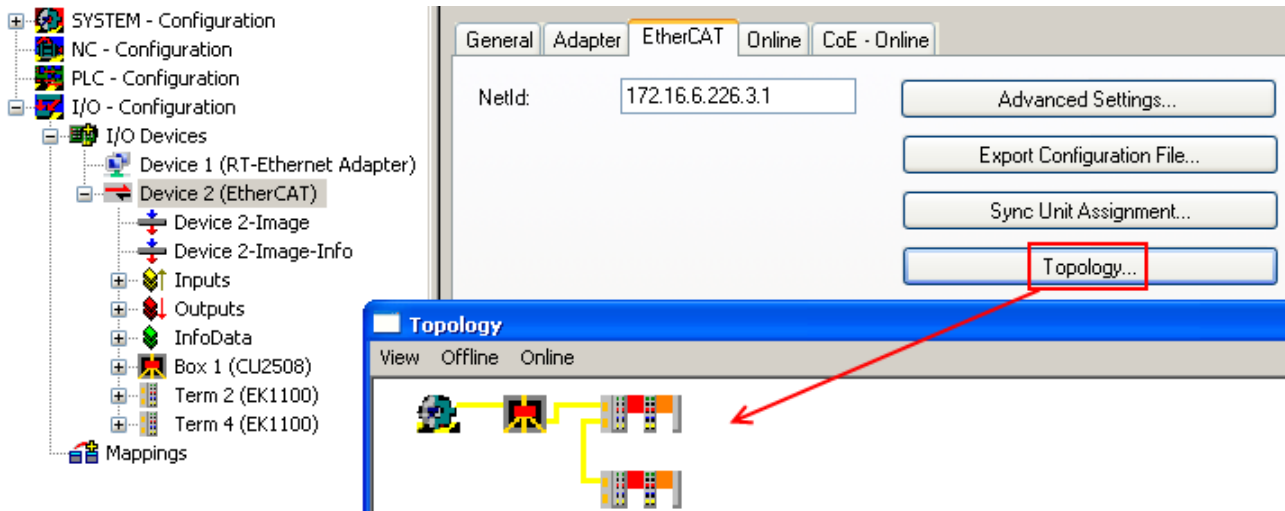 SYSTEM - Configuration
NC - Configuration
PLC - Configuration
I/O - Configuration
I/O Devices
Device 1 (RT-Ethernet Adapter)
Device 2 (EtherCAT)
Device 2-Image
Device 2-Image-Info
Inputs
Outputs
InfoData
Box 1 (CU2508)
Term 2 (EK1100)
Term 4 (EK1100)
Mappings
General Adapter EtherCAT Online CoE - Online
NetId: 172.16.6.226.3.1
Advanced Settings...
Export Configuration File...
Sync Unit Assignment...
Topology...
Topology
View Offline Online